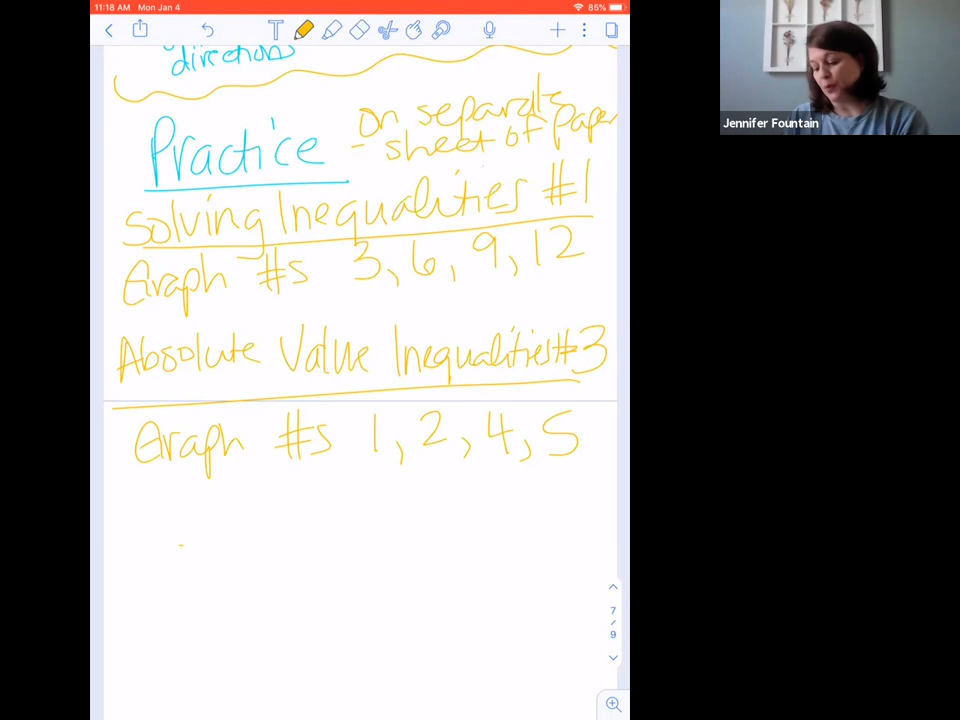 11:18 AM Mon Jan 4
85%
directions
Practice
on separate
sheet of paper
Solving Inequalities #1
Graph #s 3, 6, 9, 12
Absolute Value Inequalities #3
Graph #s 1, 2, 4, 5
7
/
9
Jennifer Fountain